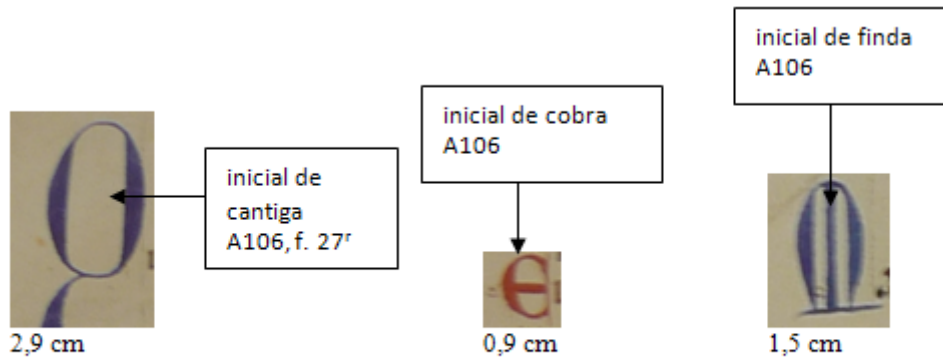 inicial de finda
A106
inicial de cobra
A106
inicial de
cantiga
A106, f. 27ʳ
Q
E
M
2,9 cm
0,9 cm
1,5 cm